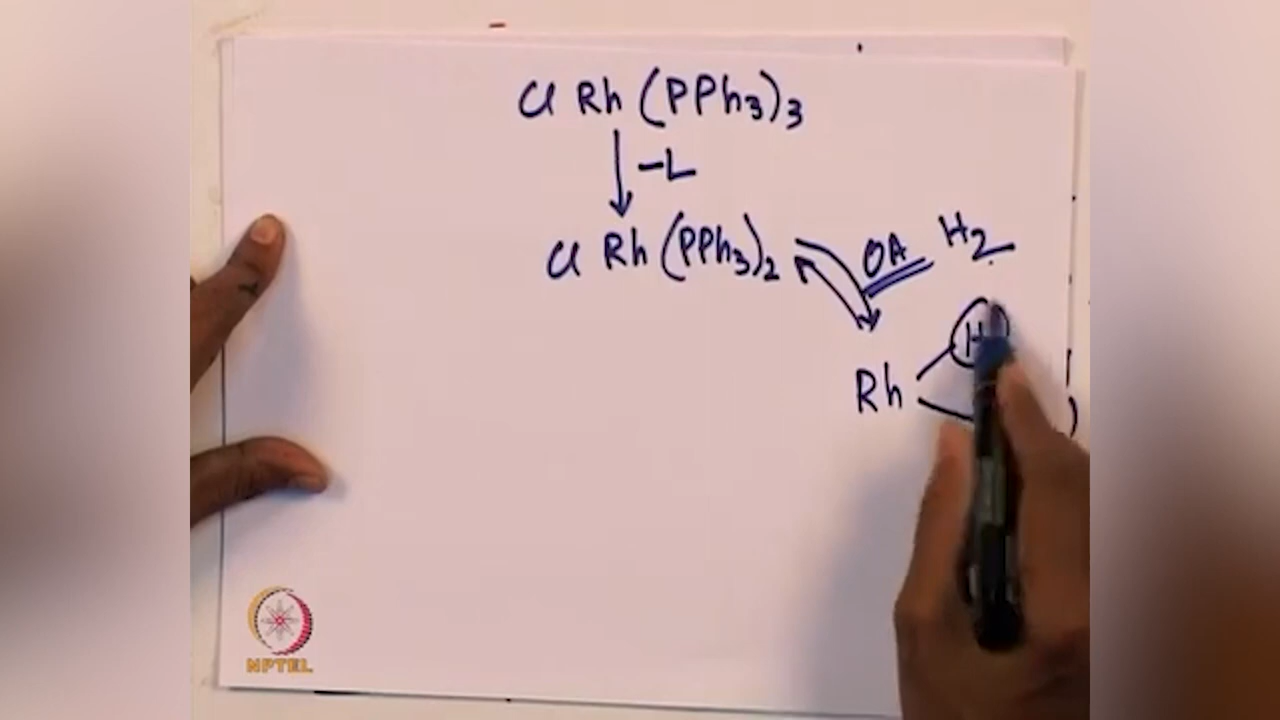 Cl Rh (PPh3)3
-L
Cl Rh (PPh3)2
OA H2
H
Rh
NPTEL